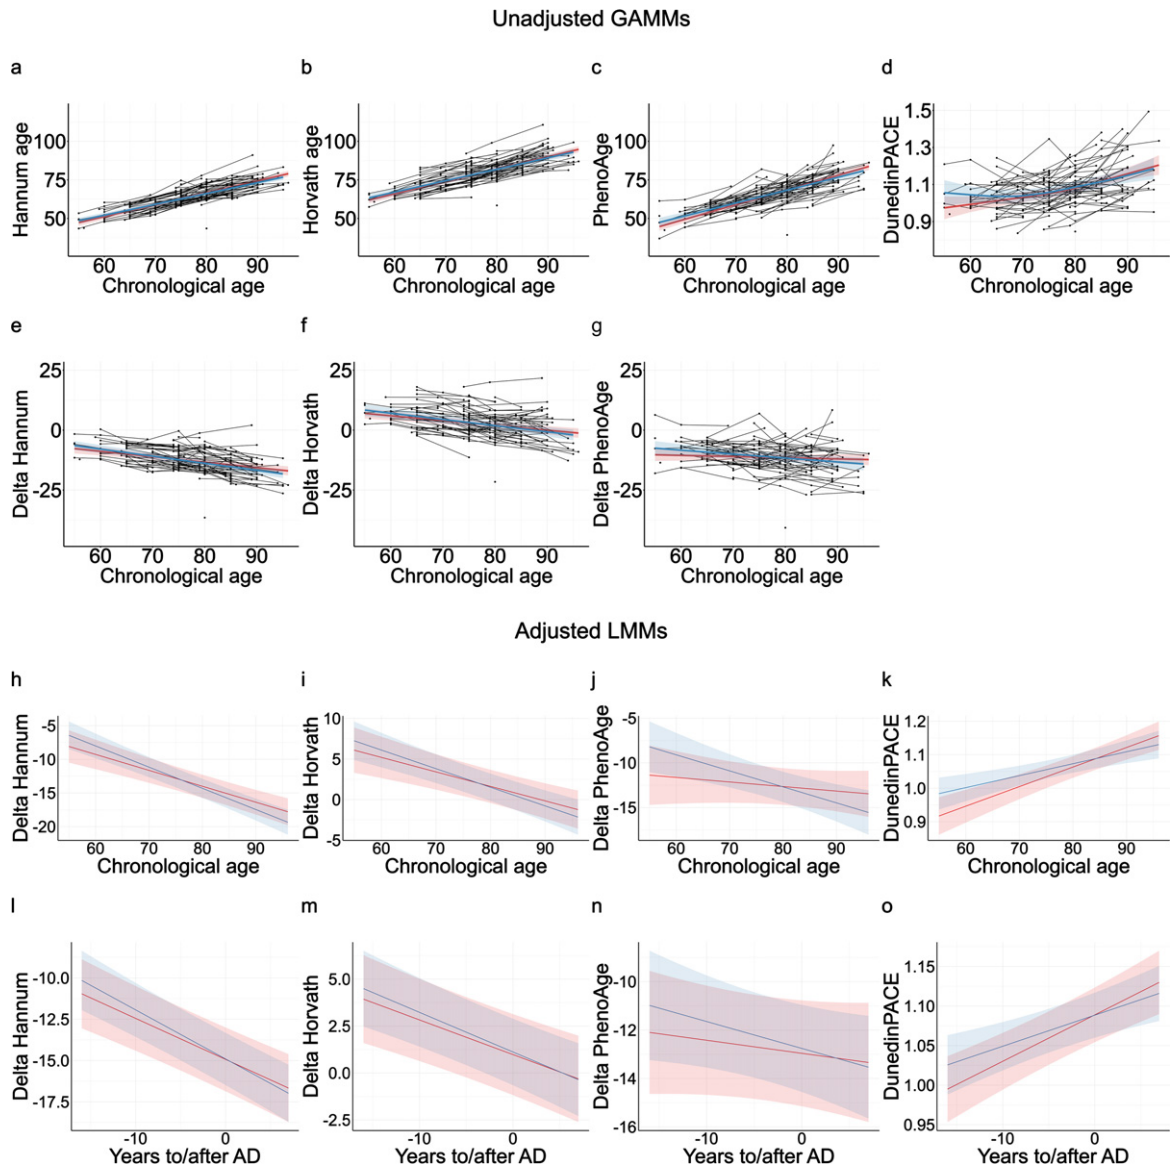 Unadjusted GAMMs
a
b
c
d
Hannum age
100
75
50
60 70 80 90
Chronological age
Horvath age
100
75
50
60 70 80 90
Chronological age
PhenoAge
100
75
50
60 70 80 90
Chronological age
DunedinPACE
1.5
1.3
1.1
0.9
60 70 80 90
Chronological age
e
f
g
Delta Hannum
25
0
-25
60 70 80 90
Chronological age
Delta Horvath
25
0
-25
60 70 80 90
Chronological age
Delta PhenoAge
25
0
-25
60 70 80 90
Chronological age
Adjusted LMMs
h
i
j
k
Delta Hannum
-5
-10
-15
-20
60 70 80 90
Chronological age
Delta Horvath
10
5
0
-5
60 70 80 90
Chronological age
Delta PhenoAge
-5
-10
-15
60 70 80 90
Chronological age
DunedinPACE
1.2
1.1
1.0
0.9
60 70 80 90
Chronological age
l
m
n
o
Delta Hannum
-10.0
-12.5
-15.0
-17.5
-10 0
Years to/after AD
Delta Horvath
5.0
2.5
0.0
-2.5
-10 0
Years to/after AD
Delta PhenoAge
-10
-12
-14
-16
-10 0
Years to/after AD
DunedinPACE
1.15
1.10
1.05
1.00
0.95
-10 0
Years to/after AD